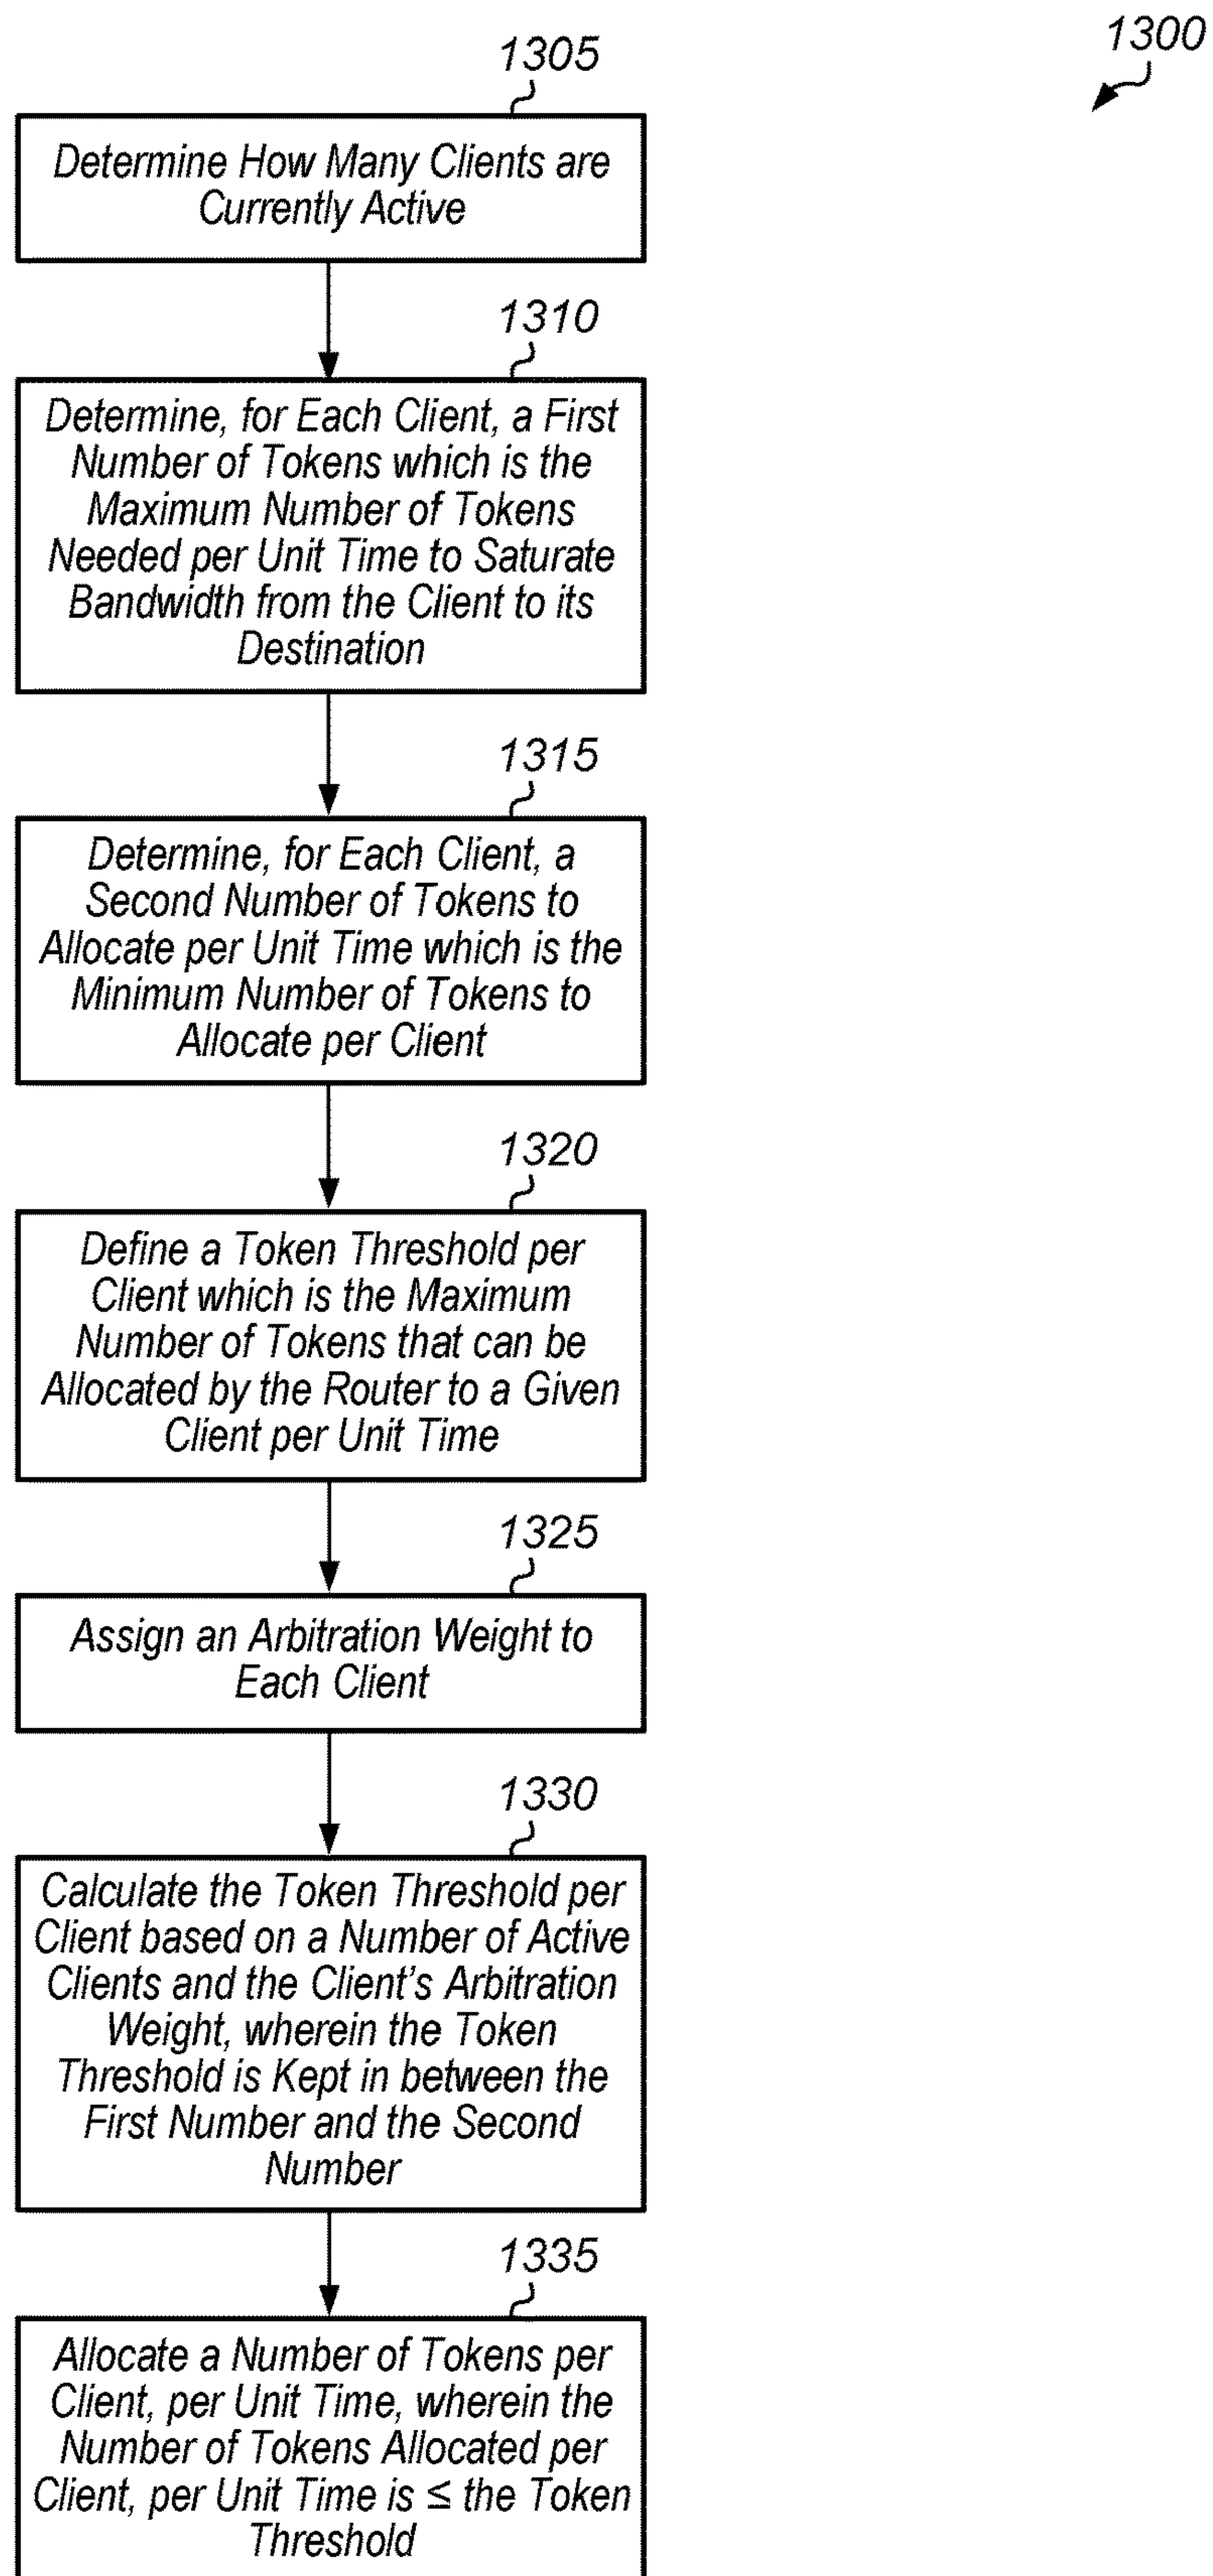 1300
1305
Determine How Many Clients are
Currently Active
1310
Determine, for Each Client, a First
Number of Tokens which is the
Maximum Number of Tokens
Needed per Unit Time to Saturate
Bandwidth from the Client to its
Destination
1315
Determine, for Each Client, a
Second Number of Tokens to
Allocate per Unit Time which is the
Minimum Number of Tokens to
Allocate per Client
1320
Define a Token Threshold per
Client which is the Maximum
Number of Tokens that can be
Allocated by the Router to a Given
Client per Unit Time
1325
Assign an Arbitration Weight to
Each Client
1330
Calculate the Token Threshold per
Client based on a Number of Active
Clients and the Client's Arbitration
Weight, wherein the Token
Threshold is Kept in between the
First Number and the Second
Number
1335
Allocate a Number of Tokens per
Client, per Unit Time, wherein the
Number of Tokens Allocated per
Client, per Unit Time is ≤ the Token
Threshold